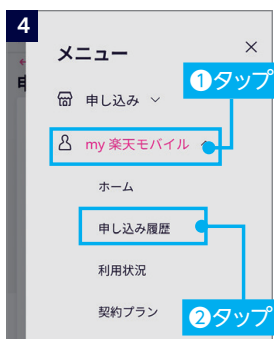 4
メニュー
❶タップ
申し込み
my 楽天モバイル
ホーム
申し込み履歴
利用状況
契約プラン
❷タップ